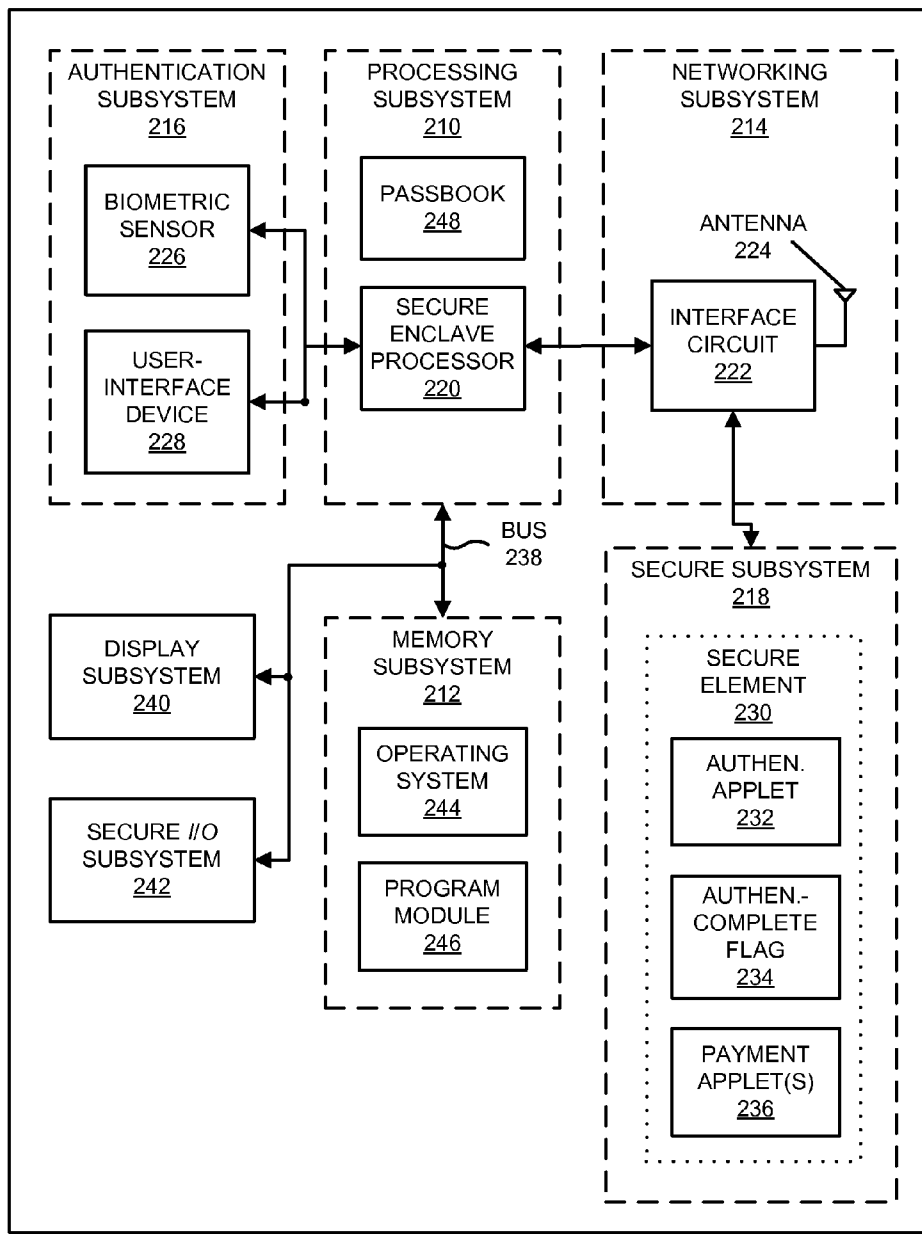 AUTHENTICATION
SUBSYSTEM
216
BIOMETRIC
SENSOR
226
USER-
INTERFACE
DEVICE
228
PROCESSING
SUBSYSTEM
210
PASSBOOK
248
SECURE
ENCLAVE
PROCESSOR
220
NETWORKING
SUBSYSTEM
214
ANTENNA
224
INTERFACE
CIRCUIT
222
BUS
238
DISPLAY
SUBSYSTEM
240
SECURE I/O
SUBSYSTEM
242
MEMORY
SUBSYSTEM
212
OPERATING
SYSTEM
244
PROGRAM
MODULE
246
SECURE SUBSYSTEM
218
SECURE
ELEMENT
230
AUTHEN.
APPLET
232
AUTHEN.-
COMPLETE
FLAG
234
PAYMENT
APPLET(S)
236